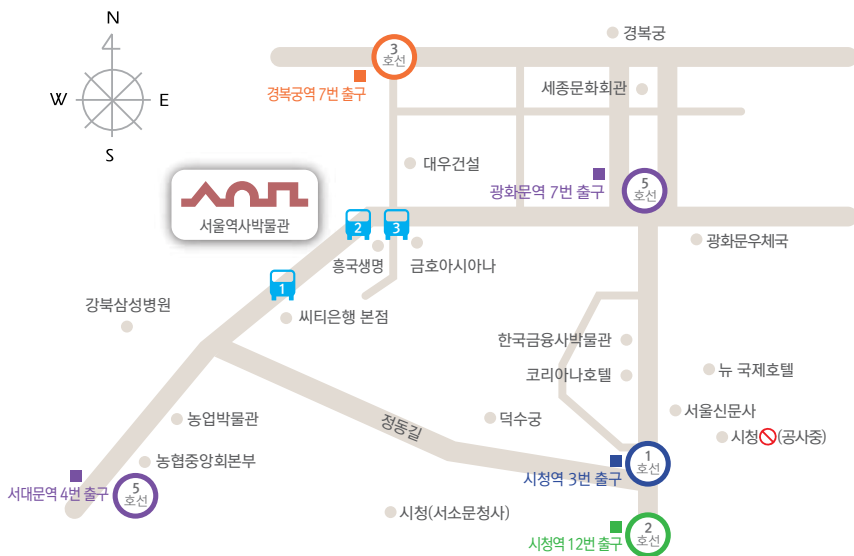 N
W
E
S
경복궁
3
호선
경복궁역 7번 출구
세종문화회관
대우건설
광화문역 7번 출구
5
호선
서울역사박물관
2
3
광화문우체국
흥국생명
금호아시아나
1
강북삼성병원
씨티은행 본점
한국금융사박물관
코리아나호텔
뉴 국제호텔
농업박물관
덕수궁
정동길
서울신문사
시청(공사중)
농협중앙회본부
1
호선
시청역 3번 출구
서대문역 4번 출구
5
호선
시청(서소문청사)
2
호선
시청역 12번 출구